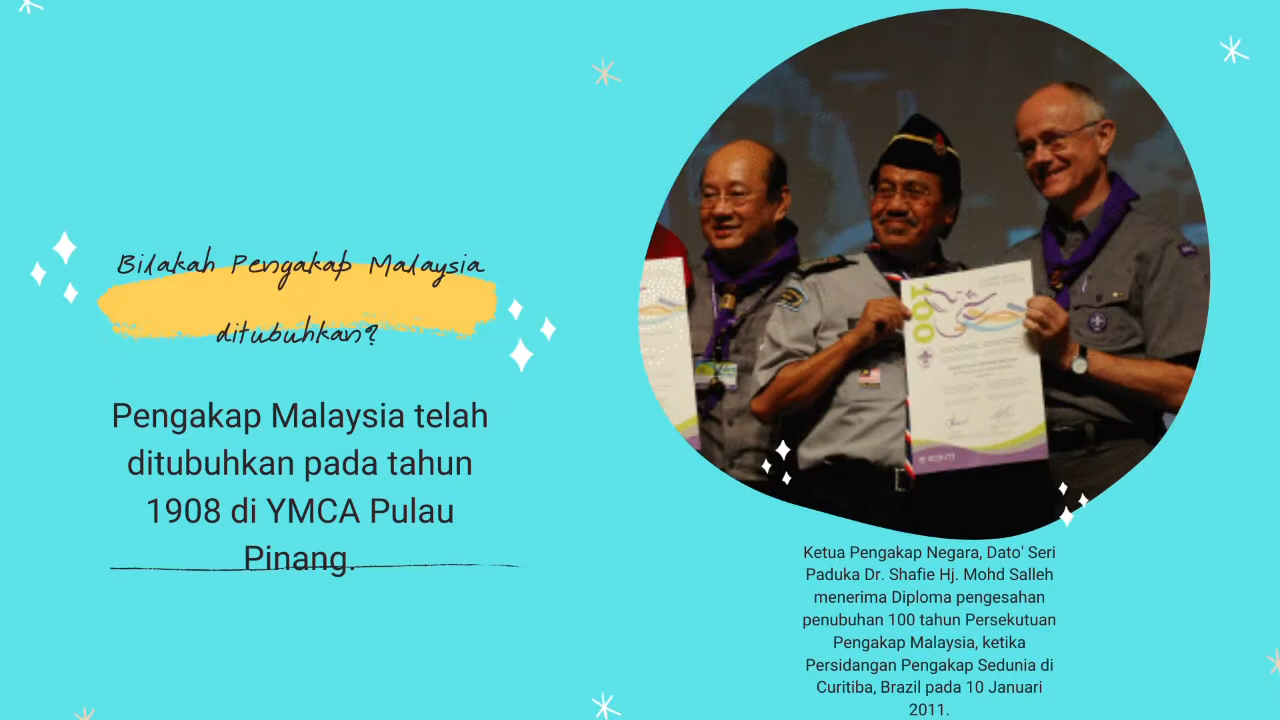 Bilakah Pengakap Malaysia
ditubuhkan?
Pengakap Malaysia telah
ditubuhkan pada tahun
1908 di YMCA Pulau
Pinang.
100
scouts
Ketua Pengakap Negara, Dato' Seri
Paduka Dr. Shafie Hj. Mohd Salleh
menerima Diploma pengesahan
penubuhan 100 tahun Persekutuan
Pengakap Malaysia, ketika
Persidangan Pengakap Sedunia di
Curitiba, Brazil pada 10 Januari
2011.